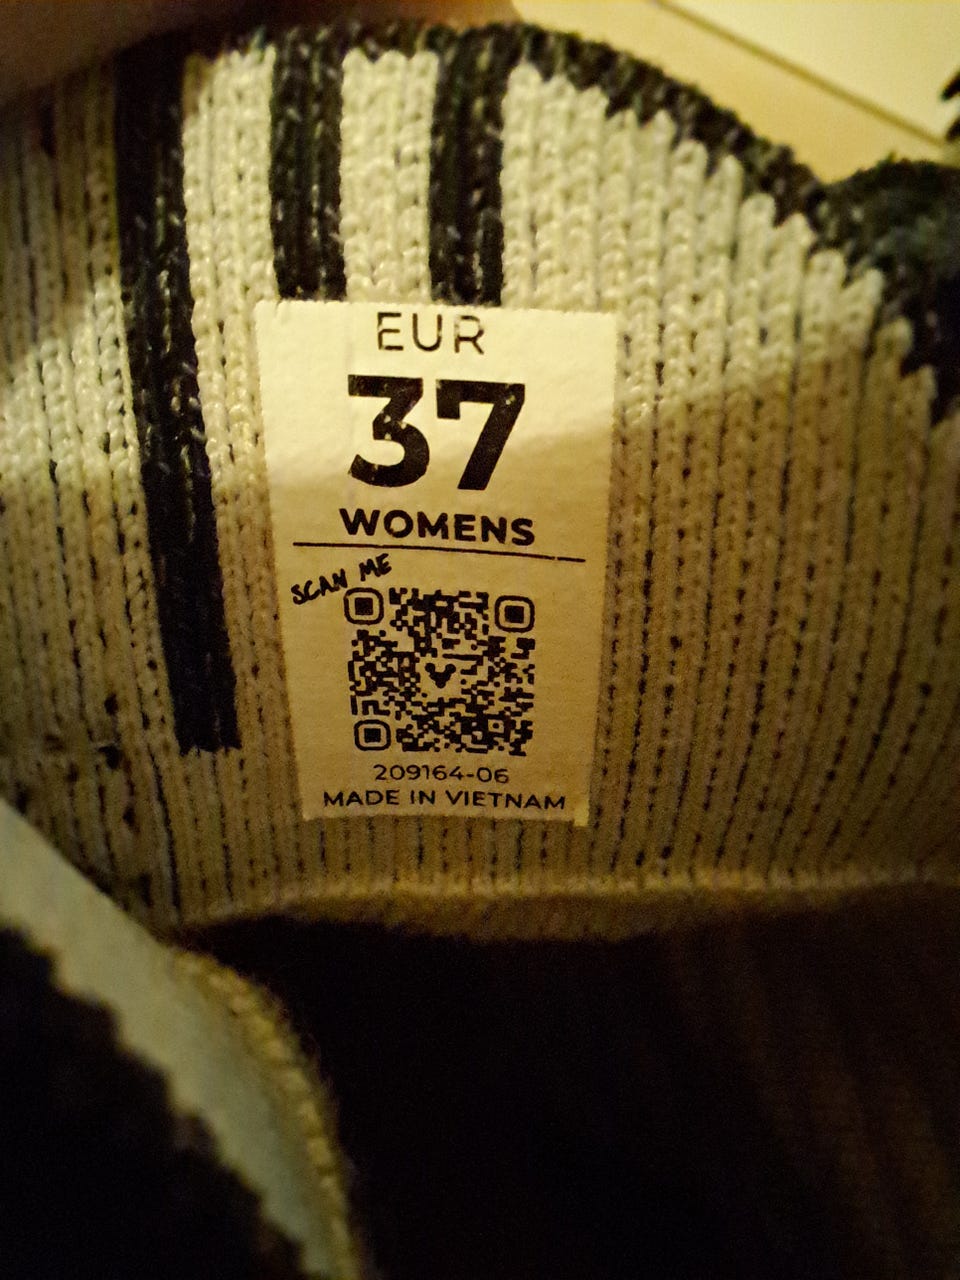 EUR
37
WOMENS
SCAN ME
209164-06
MADE IN VIETNAM